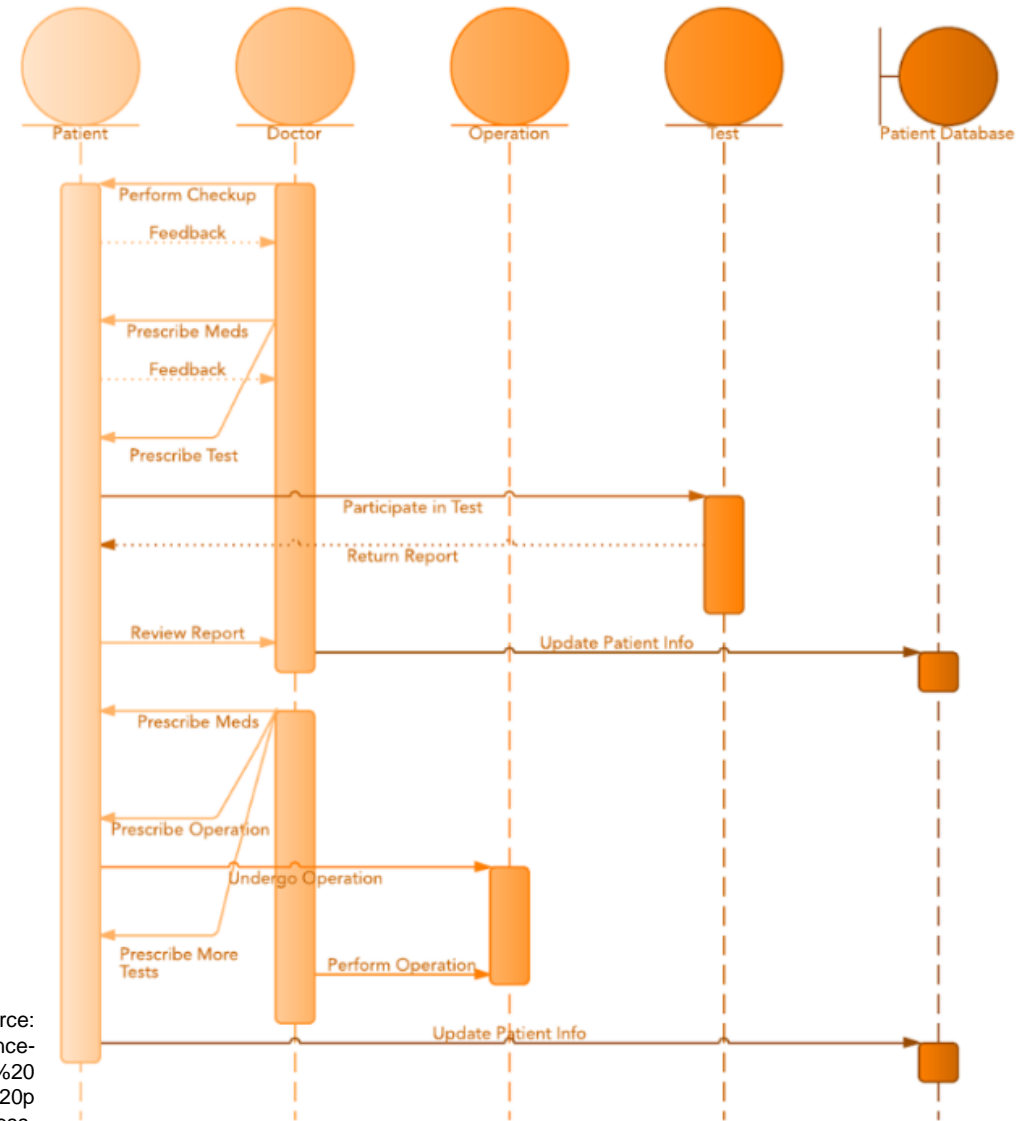 Patient
Doctor
Operation
Test
Patient Database
Perform Checkup
Feedback
Prescribe Meds
Feedback
Prescribe Test
Participate in Test
Return Report
Review Report
Update Patient Info
Prescribe Meds
Prescribe Operation
Undergo Operation
Prescribe More
Tests
Perform Operation
Update Patient Info
rce:
nce-
%20
20p